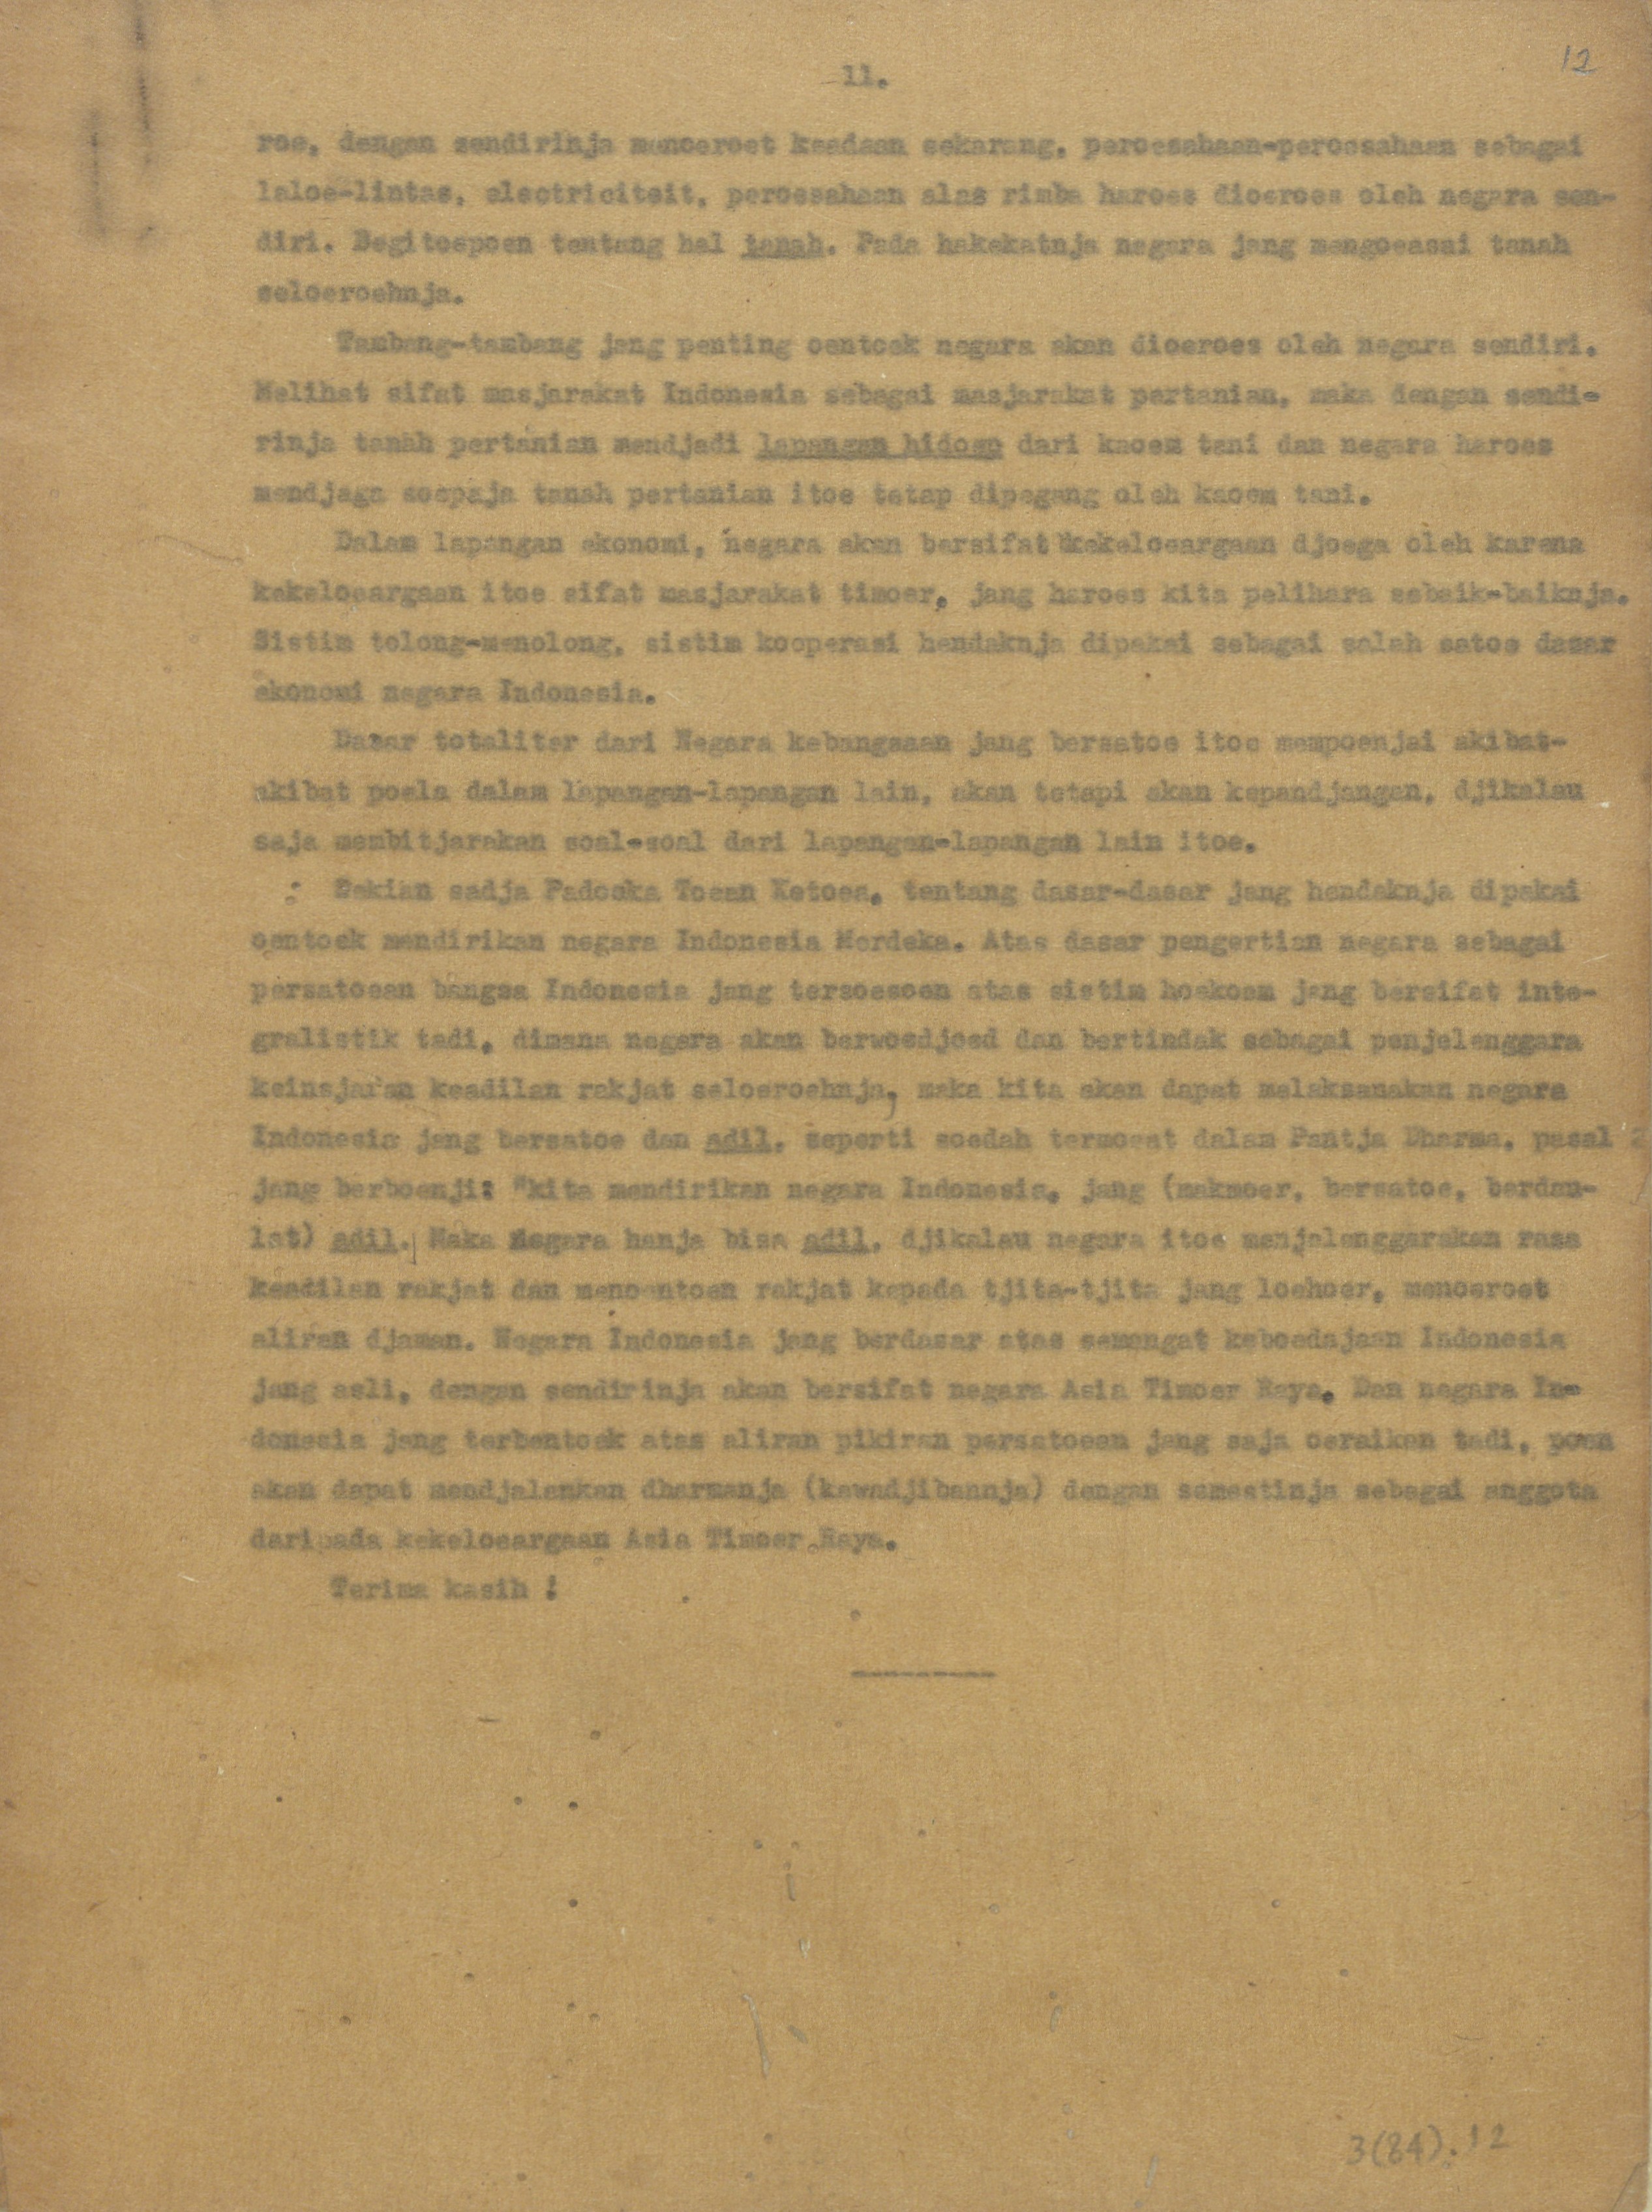 12
11.
roe, dengan sendirinja menoeroet keadaan sekarang, peroesahaan-peroesahaan sebagai
laloe-lintas, electriciteit, peroesahaan alas rimba haroes dioeroes oleh negara sen-
diri. Begitoepoen tentang hal tanah. Pada hakekatnja negara jang mengoeasai tanah
seloeroehnja.
Tambang-tambang jang penting oentoek negara akan dioeroes oleh negara sendiri.
Melihat sifat masjarakat Indonesia sebagai masjarakat pertanian, maka dengan sendi-
rinja tanah pertanian mendjadi lapangan hidoep dari kaoem tani dan negara haroes
mendjaga soepaja tanah pertanian itoe tetap dipegang oleh kaoem tani.
Dalam lapangan ekonomi, negara akan bersifat kekeloeargaan djoega oleh karena
kekeloeargaan itoe sifat masjarakat timoer, jang haroes kita pelihara sebaik-baiknja.
Sistim tolong-menolong, sistim kooperasi hendaknja dipakai sebagai salah satoe dasar
ekonomi negara Indonesia.
Dasar totaliter dari Negara kebangsaan jang bersatoe itoe mempoenjai akibat-
akibat poela dalam lapangan-lapangan lain, akan tetapi akan kepandjangan, djikalau
saja membitjarakan soal-soal dari lapangan-lapangan lain itoe.
Sekian sadja Padoeka Toean Ketoea, tentang dasar-dasar jang hendaknja dipakai
oentoek mendirikan negara Indonesia Merdeka. Atas dasar pengertian negara sebagai
persatoean bangsa Indonesia jang tersoesoen atas sistim hoekoem jang bersifat inte-
gralistik tadi, dimana negara akan berwoedjoed dan bertindak sebagai penjelenggara
keinsjafan keadilan rakjat seloeroehnja, maka kita akan dapat melaksanakan negara
Indonesia jang bersatoe dan adil, seperti soedah termoeat dalam Pantja Dharma, pasal 2
jang berboenji: "kita mendirikan negara Indonesia, jang (makmoer, bersatoe, berdau-
lat) adil. Maka Negara hanja bisa adil, djikalau negara itoe menjelenggarakan rasa
keadilan rakjat dan menoentoen rakjat kepada tjita-tjita jang loehoer, menoeroet
aliran djaman. Negara Indonesia jang berdasar atas semangat keboedajaan Indonesia
jang asli, dengan sendirinja akan bersifat negara Asia Timoer Raya. Dan negara In-
donesia jang terbentoek atas aliran pikiran persatoean jang saja oeraikan tadi, poen
akan dapat mendjalankan dharmanja (kewadjibannja) dengan semestinja sebagai anggota
daripada kekeloeargaan Asia Timoer Raya.
Terima kasih !
3(84).12